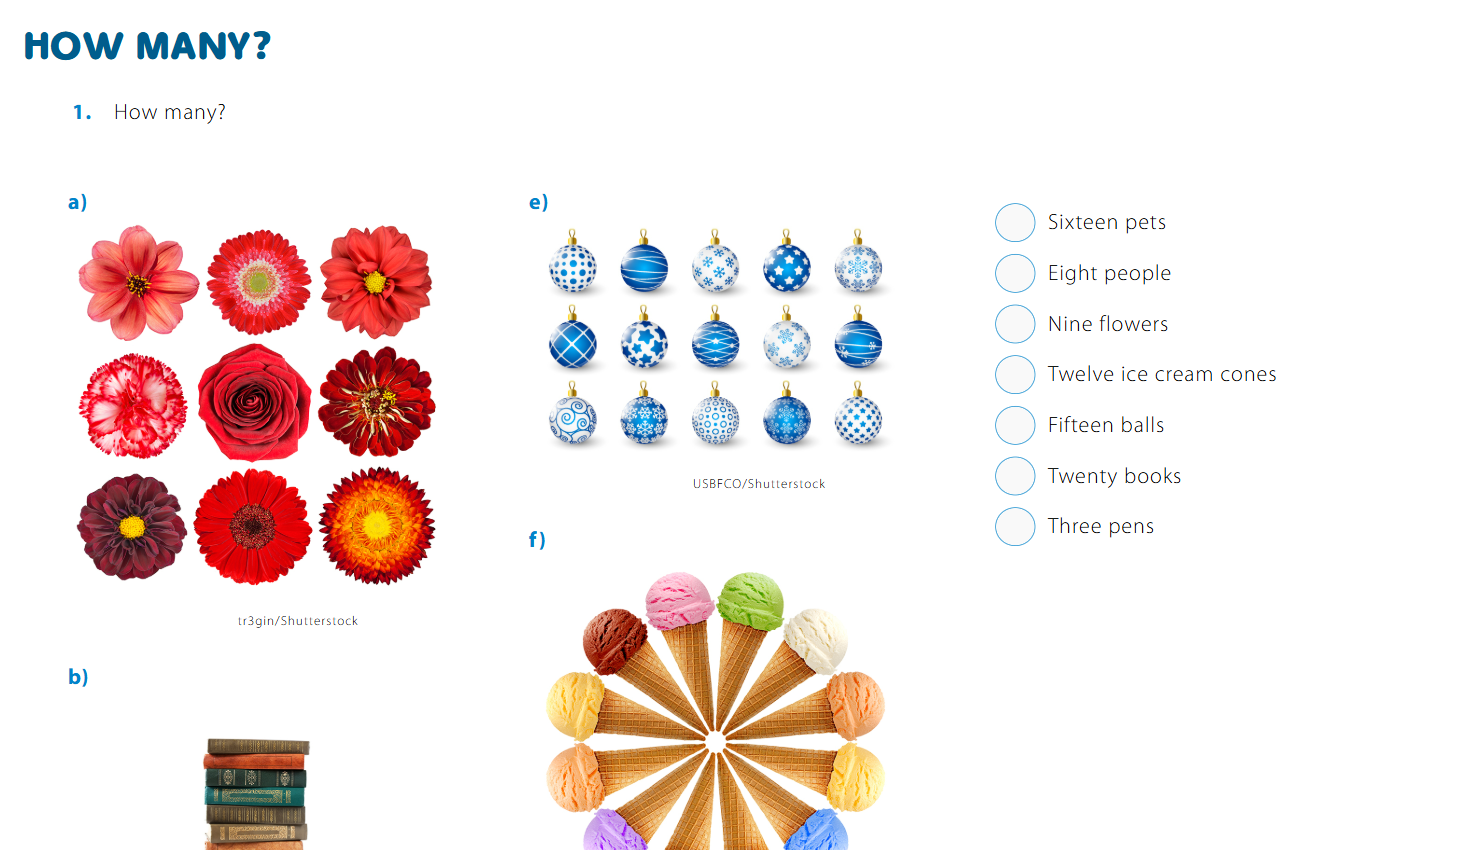 HOW MANY?
1. How many?
a)
tr3gin/Shutterstock
b)
e)
USBFCO/Shutterstock
f)
Sixteen pets
Eight people
Nine flowers
Twelve ice cream cones
Fifteen balls
Twenty books
Three pens